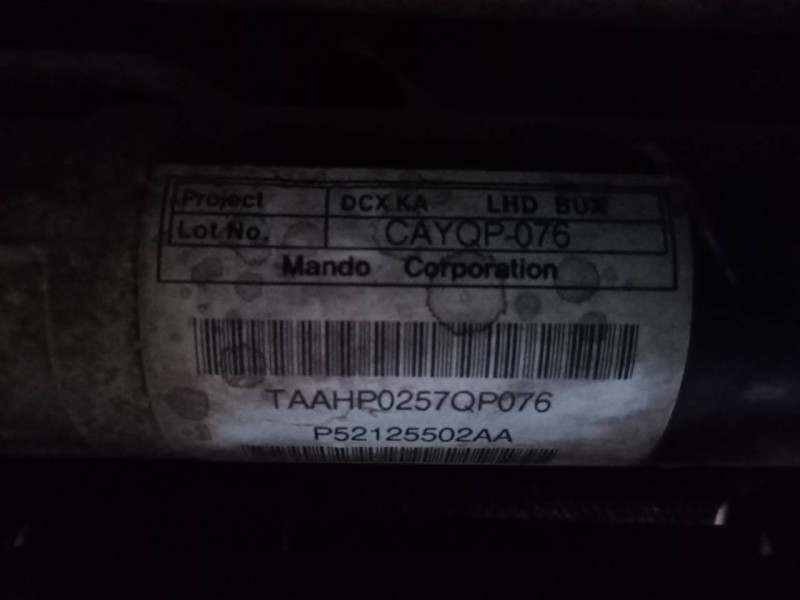 Project DCX KA LHD BUX
Lot No. CAYQP-076
Mando Corporation
TAAHP0257QP076
P52125502AA